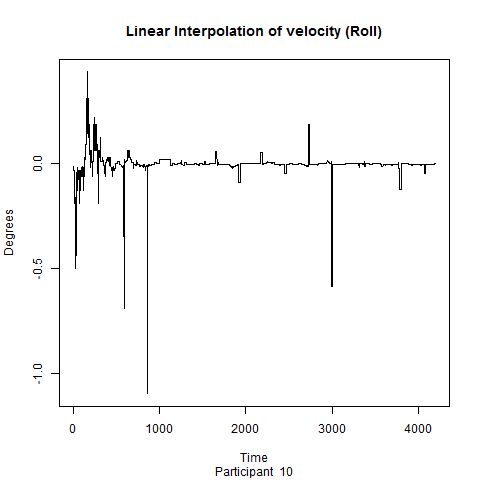 Linear Interpolation of velocity (Roll)
Degrees
0.0
-0.5
-1.0
0 1000 2000 3000 4000
Time
Participant 10